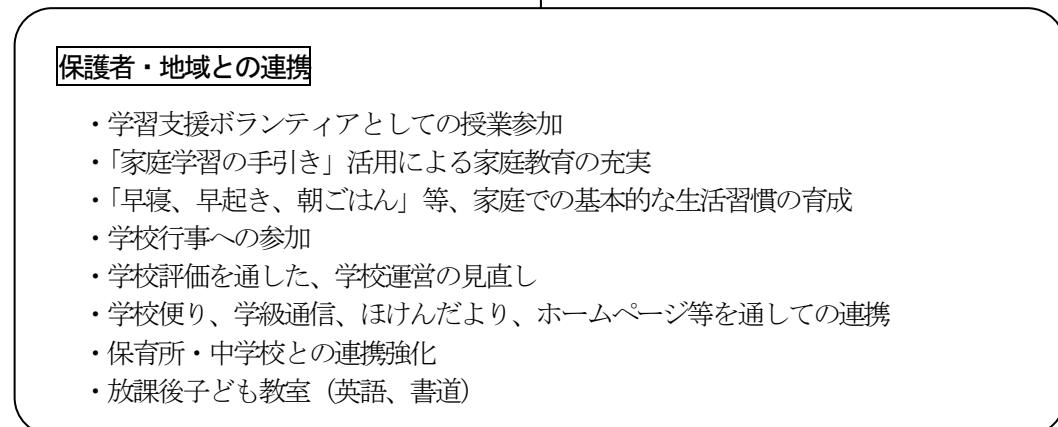 保護者・地域との連携
・学習支援ボランティアとしての授業参加
・「家庭学習の手引き」活用による家庭教育の充実
・「早寝、早起き、朝ごはん」等、家庭での基本的な生活習慣の育成
・学校行事への参加
・学校評価を通した、学校運営の見直し
・学校便り、学級通信、ほけんだより、ホームページ等を通しての連携
・保育所・中学校との連携強化
・放課後子ども教室（英語、書道）